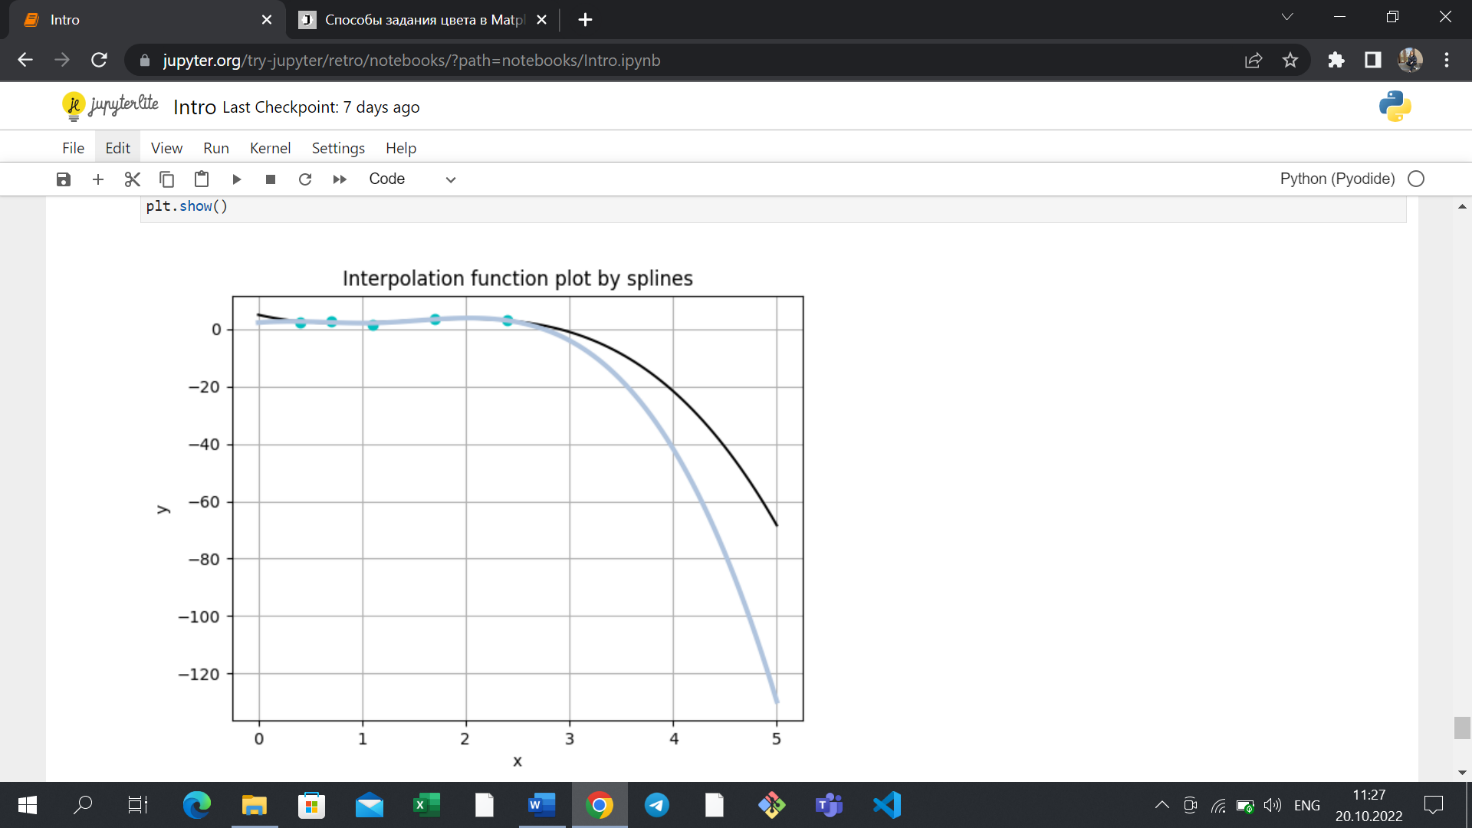 Intro
Способы задания цвета в Matpl
jupyter.org/try-jupyter/retro/notebooks/?path=notebooks/Intro.ipynb
jupyterlite Intro Last Checkpoint: 7 days ago
File Edit View Run Kernel Settings Help
Code
Python (Pyodide)
plt.show()
Interpolation function plot by splines
0
−20
−40
−60
−80
−100
−120
y
0 1 2 3 4 5
x
ENG
11:27
20.10.2022